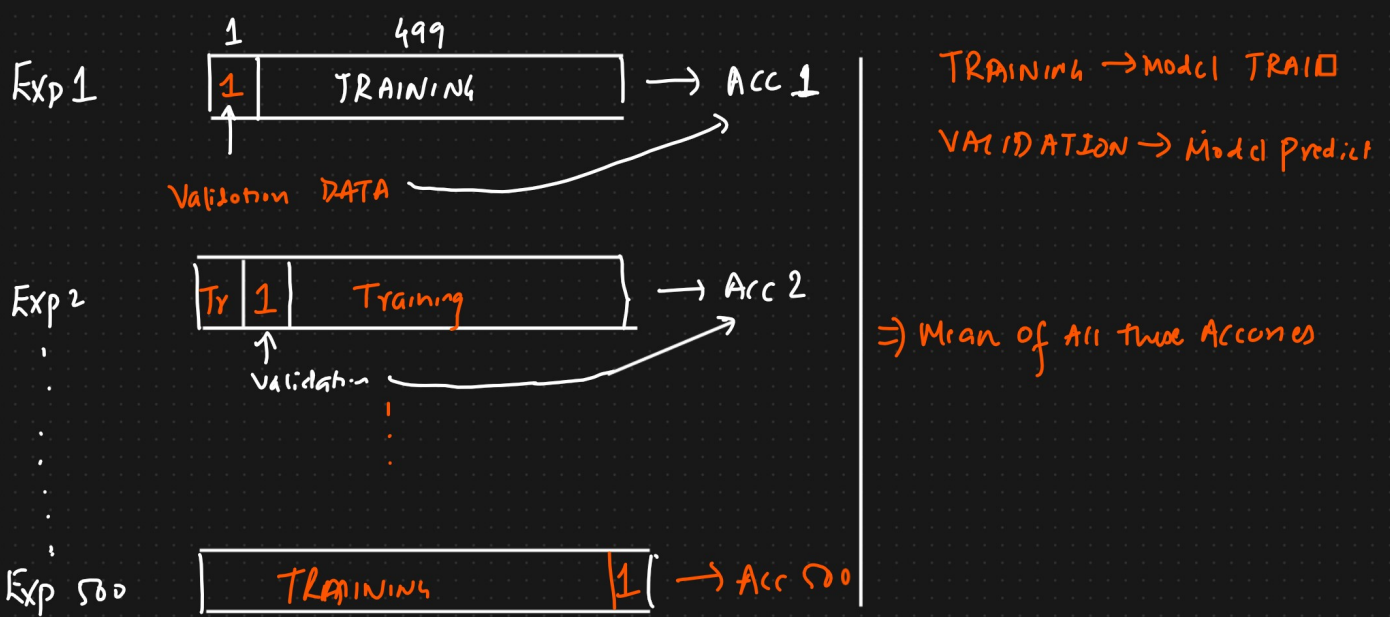 1 499
Exp 1 1 TRAINING → Acc 1
Validation DATA
TRAINING → Model TRAI
VALIDATION → Model Predict
Exp 2 Tr 1 Training → Acc 2
Validation
⇒ Mean of All these
Exp 500 TRAINING 1 → Acc 500